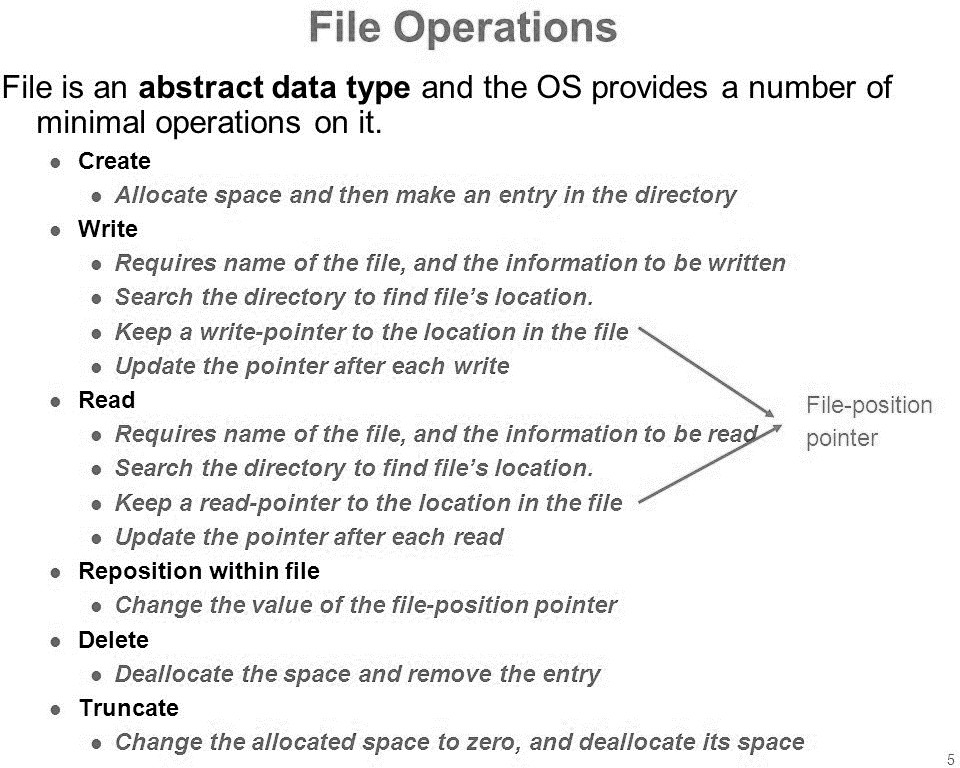 File Operations
File is an abstract data type and the OS provides a number of
minimal operations on it.
● Create
● Allocate space and then make an entry in the directory
● Write
● Requires name of the file, and the information to be written
● Search the directory to find file’s location.
● Keep a write-pointer to the location in the file
● Update the pointer after each write
● Read
● Requires name of the file, and the information to be read
● Search the directory to find file’s location.
● Keep a read-pointer to the location in the file
● Update the pointer after each read
File-position
pointer
● Reposition within file
● Change the value of the file-position pointer
● Delete
● Deallocate the space and remove the entry
● Truncate
● Change the allocated space to zero, and deallocate its space
5